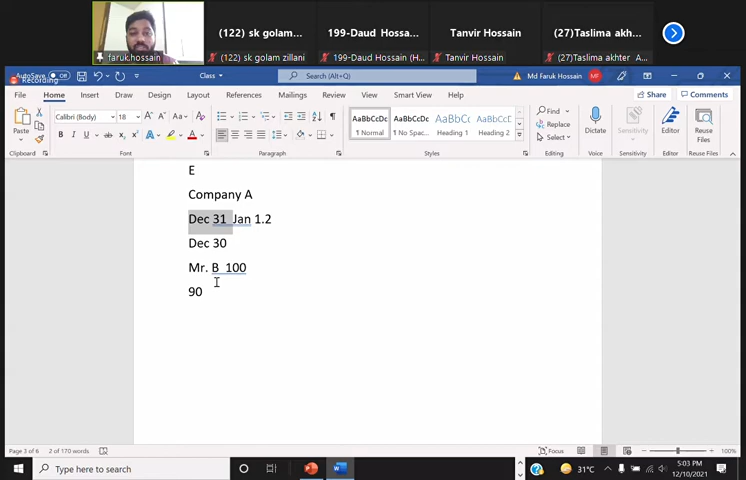 (122) sk golam...
199-Daud Hossa...
Tanvir Hossain
(27)Taslima akh...
faruk.hossain
(122) sk golam zillani
199-Daud Hossain (H...
Tanvir Hossain
(27)Taslima akhter A...
Recording
AutoSave Off
Class
Search (Alt+Q)
Md Faruk Hossain
MF
File Home Insert Draw Design Layout References Mailings Review View Smart View Help
Share Comments
Calibri (Body) 18
Paste
AaBbCcDc AaBbCcDc AaBbCc AaBbCcD
1 Normal 1 No Spac... Heading 1 Heading 2
Find
Replace
Select
Dictate
Sensitivity
Editor
Reuse Files
Clipboard Font Paragraph Styles Editing Voice Sensitivity Editor Reuse Files
E
Company A
Dec 31 Jan 1.2
Dec 30
Mr. B 100
90
Page 3 of 6 2 of 170 words
Focus
100%
Type here to search
31°C
5:03 PM
12/10/2021